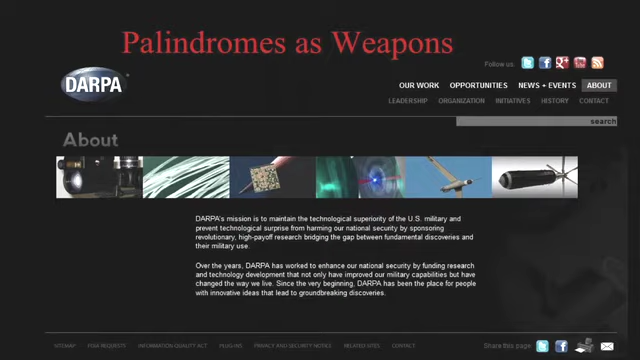 Palindromes as Weapons
Follow us:
DARPA
OUR WORK OPPORTUNITIES NEWS + EVENTS ABOUT
LEADERSHIP ORGANIZATION INITIATIVES HISTORY CONTACT
search
About
DARPA's mission is to maintain the technological superiority of the U.S. military and
prevent technological surprise from harming our national security by sponsoring
revolutionary, high-payoff research bridging the gap between fundamental discoveries and
their military use.
Over the years, DARPA has worked to enhance our national security by funding research
and technology development that not only have improved our military capabilities but have
changed the way we live. Since the very beginning, DARPA has been the place for people
with innovative ideas that lead to groundbreaking discoveries.
SITEMAP FOIA REQUESTS INFORMATION QUALITY ACT PLUG-INS PRIVACY AND SECURITY NOTICES RELATED SITES CONTACT
Share this page: